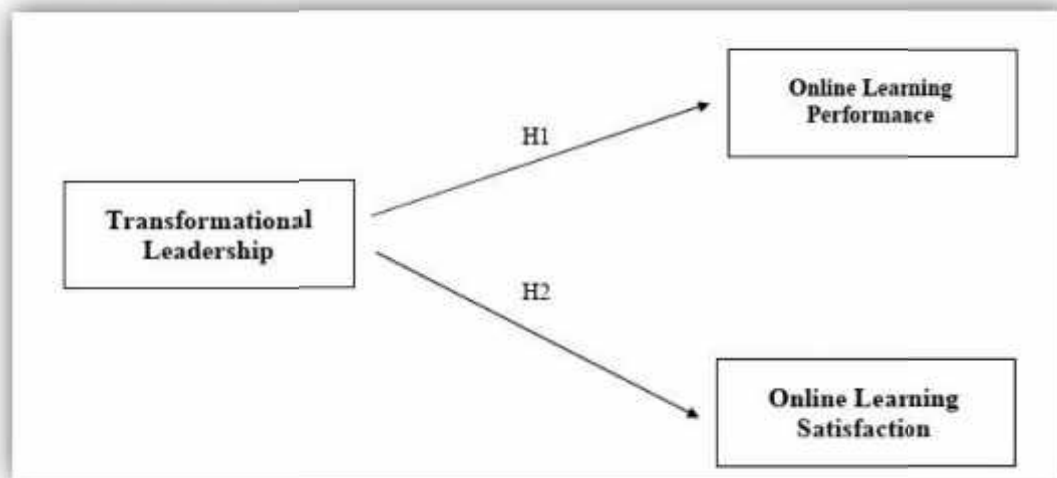 Online Learning
Performance
H1
Transformational
Leadership
H2
Online Learning
Satisfaction